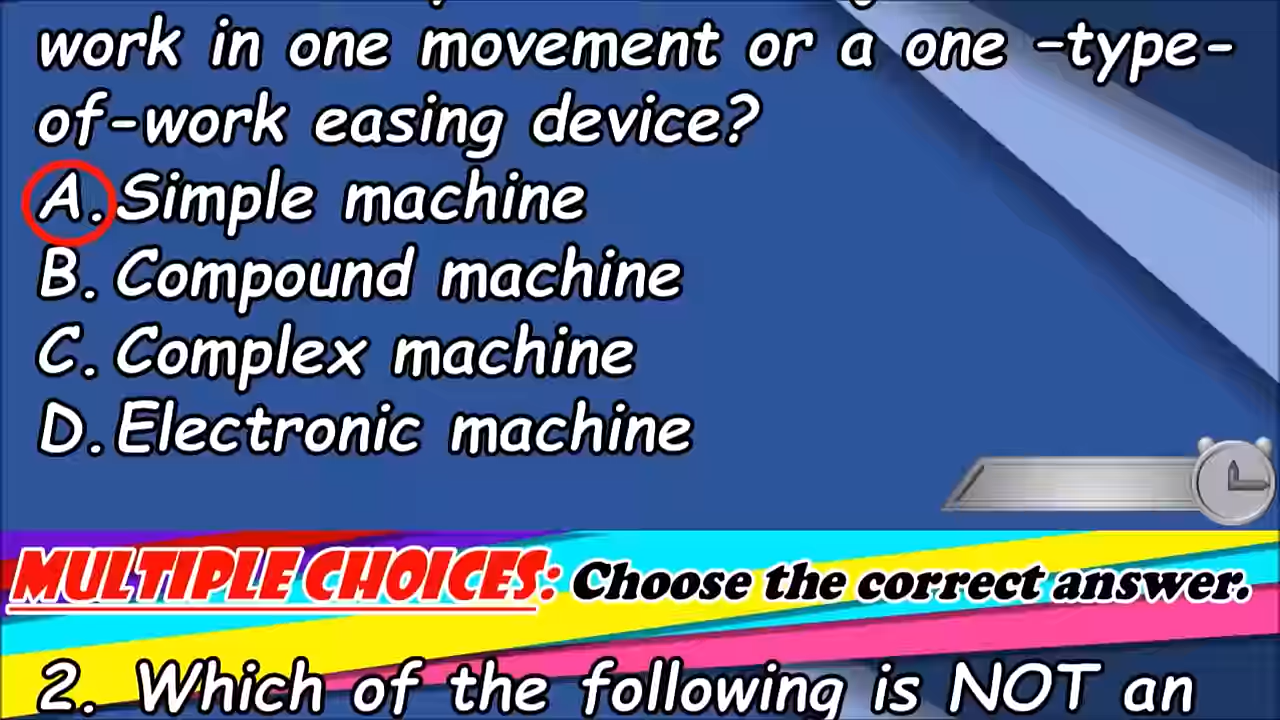 work in one movement or a one -type-
of-work easing device?
A. Simple machine
B. Compound machine
C. Complex machine
D. Electronic machine
MULTIPLE CHOICES: Choose the correct answer.
2. Which of the following is NOT an